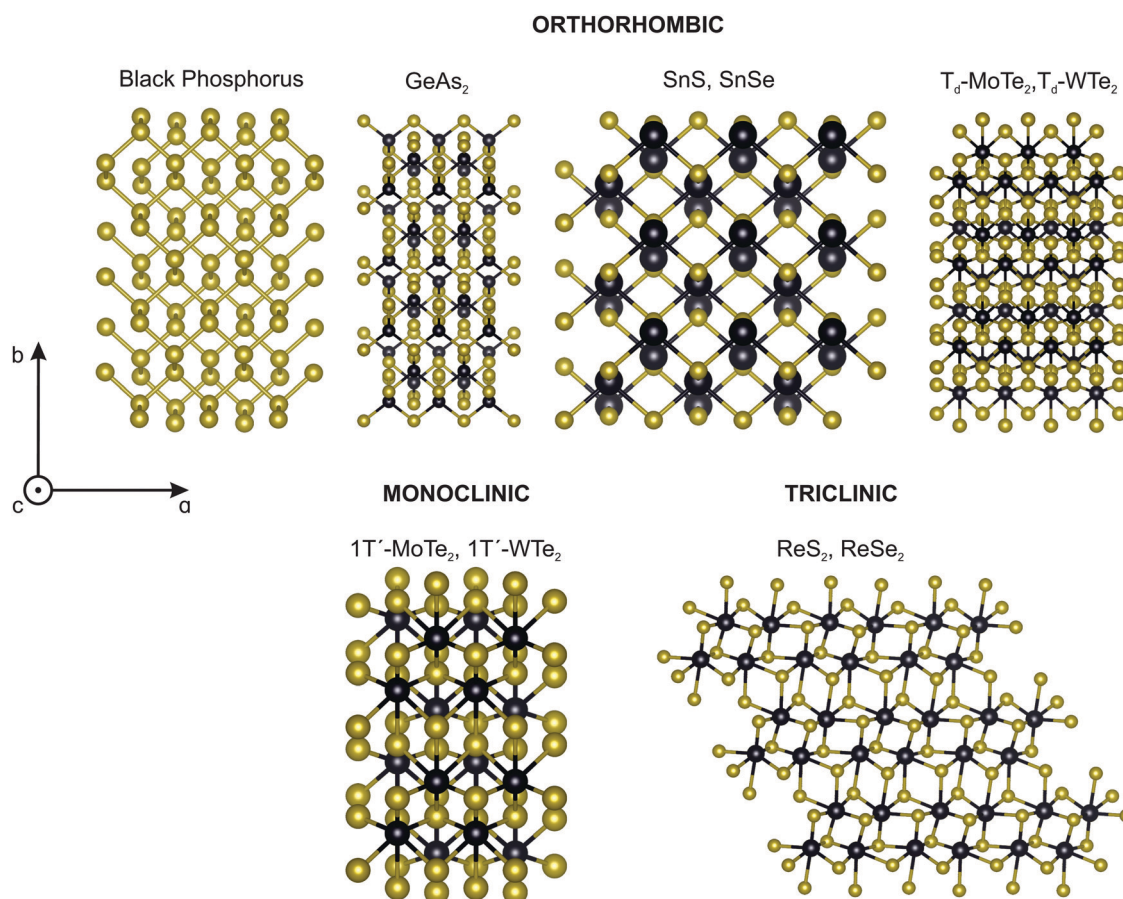 ORTHORHOMBIC
Black Phosphorus
GeAs₂
SnS, SnSe
T_d-MoTe₂,T_d-WTe₂
b
c
a
MONOCLINIC
TRICLINIC
1T´-MoTe₂, 1T´-WTe₂
ReS₂, ReSe₂